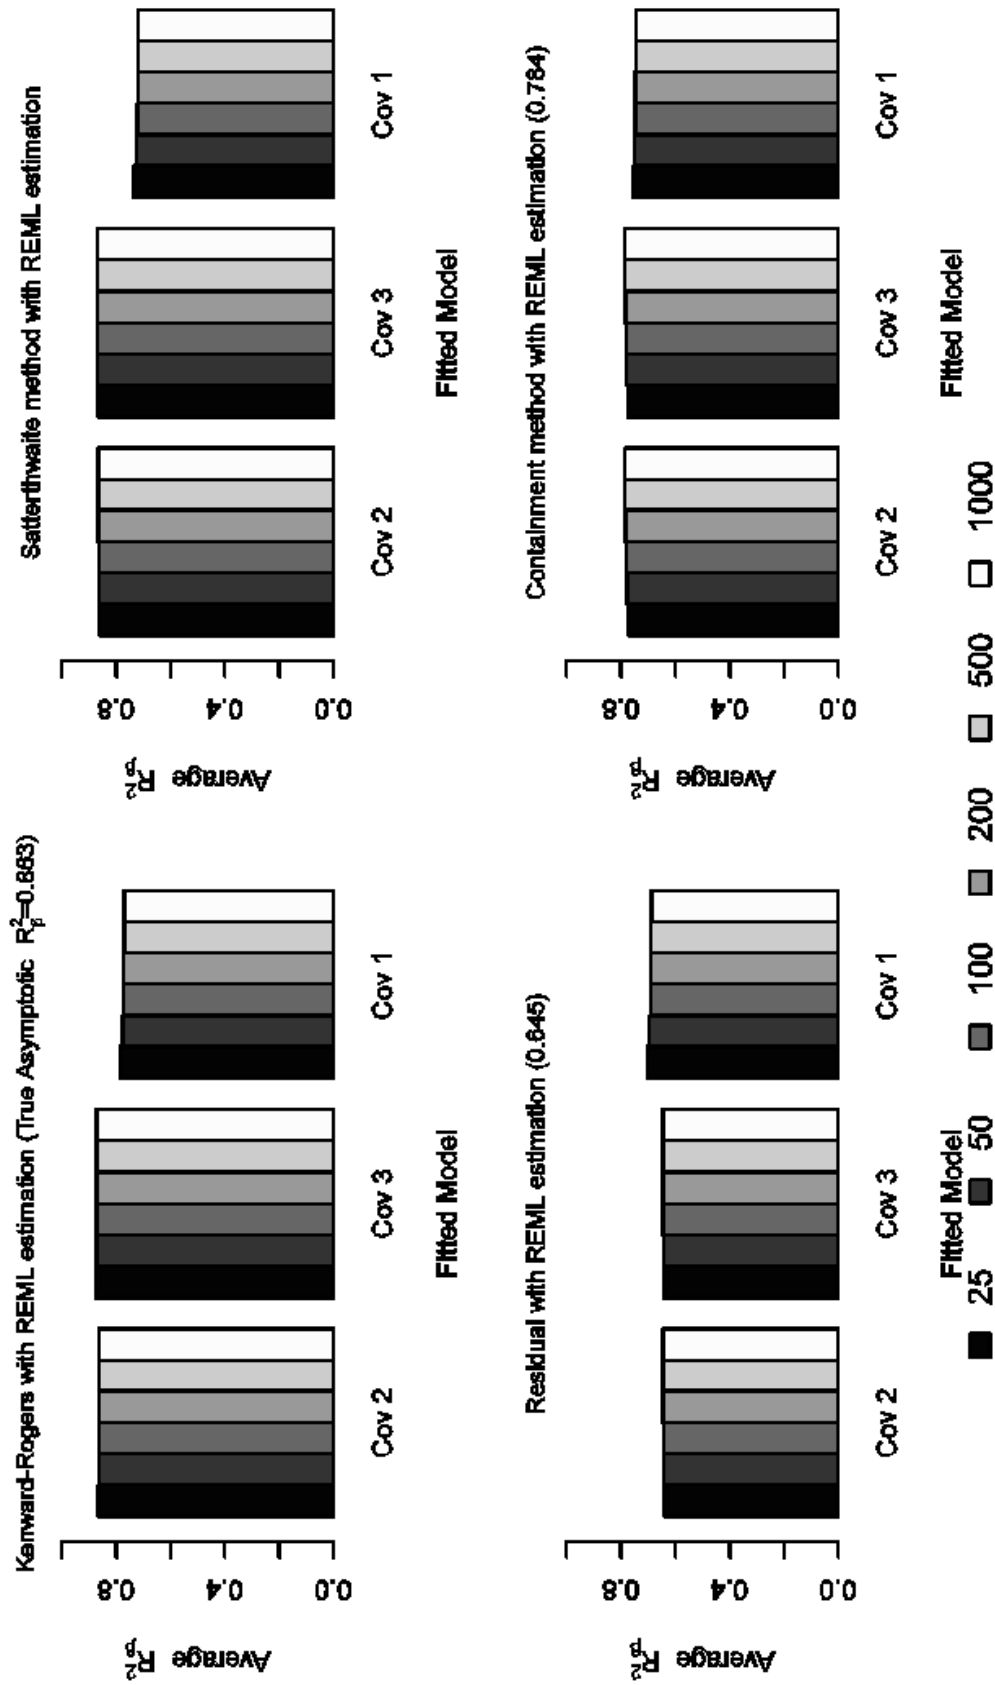 Kenward-Rogers with REML estimation (True Asymptotic R²β=0.883)
Average R²β
0.0 0.4 0.8
Cov 2 Cov 3 Cov 1
Fitted Model
Satterthwaite method with REML estimation
Average R²β
0.0 0.4 0.8
Cov 2 Cov 3 Cov 1
Fitted Model
Residual with REML estimation (0.645)
Average R²β
0.0 0.4 0.8
Cov 2 Cov 3 Cov 1
Fitted Model
Containment method with REML estimation (0.784)
Average R²β
0.0 0.4 0.8
Cov 2 Cov 3 Cov 1
Fitted Model
25 50 100 200 500 1000